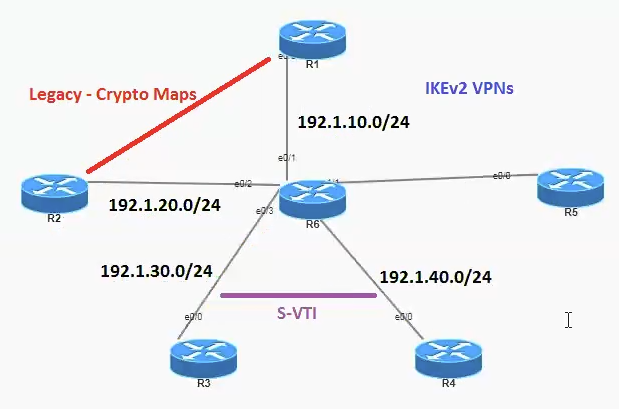 R1
e0
Legacy - Crypto Maps
IKEv2 VPNs
192.1.10.0/24
e0/1
R2
e0/2
192.1.20.0/24
R6
e0/3
e0/0
R5
192.1.30.0/24
192.1.40.0/24
S-VTI
e0/0
e0/0
R3
R4